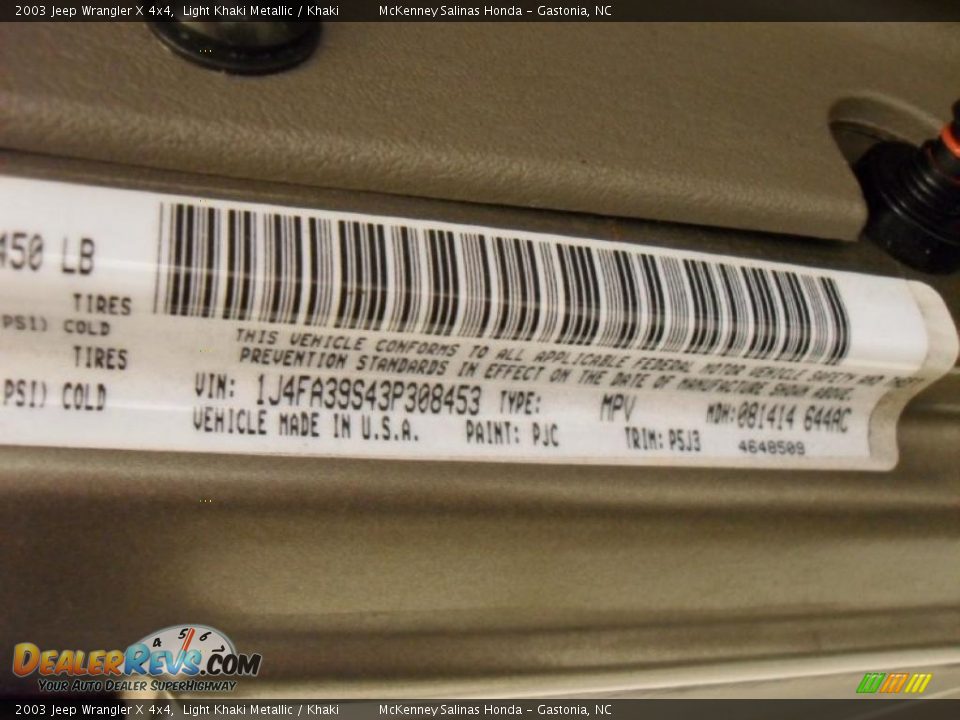 2003 Jeep Wrangler X 4x4, Light Khaki Metallic / Khaki McKenney Salinas Honda - Gastonia, NC
450 LB
TIRES
PSI) COLD
TIRES
PSI) COLD
THIS VEHICLE CONFORMS TO ALL APPLICABLE FEDERAL MOTOR VEHICLE SAFETY AND THEFT
PREVENTION STANDARDS IN EFFECT ON THE DATE OF MANUFACTURE SHOWN ABOVE.
VIN: 1J4FA39S43P308453 TYPE: MPV MDH: 081414 644AC
VEHICLE MADE IN U.S.A. PAINT: PJC TRIM: P5J3 4648509
4 5 6
DEALERREVS.COM
YOUR AUTO DEALER SUPERHIGHWAY
2003 Jeep Wrangler X 4x4, Light Khaki Metallic / Khaki McKenney Salinas Honda - Gastonia, NC